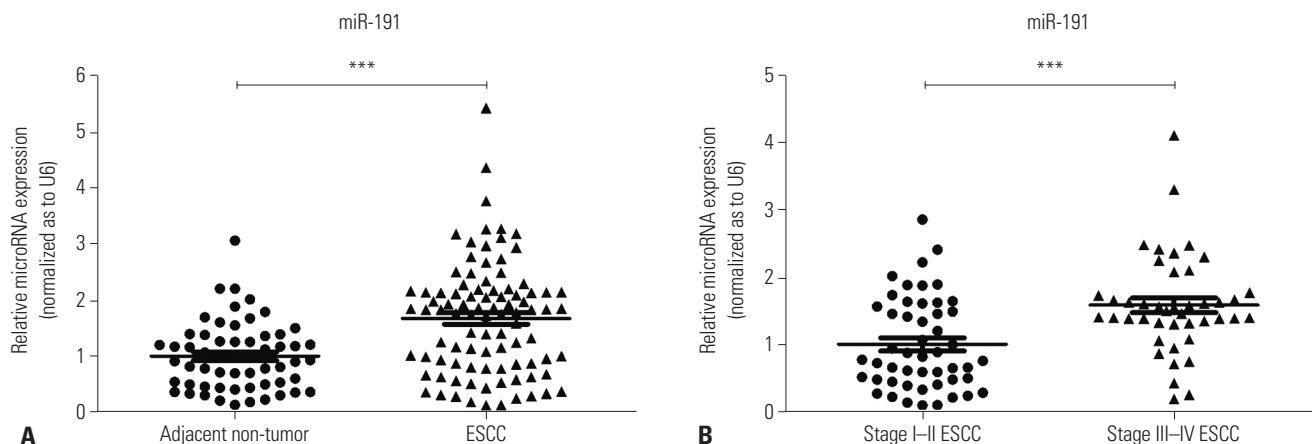 miR-191
***
6
5
4
3
2
1
0
Relative microRNA expression
(normalized as to U6)
Adjacent non-tumor
ESCC
A
miR-191
***
5
4
3
2
1
0
Relative microRNA expression
(normalized as to U6)
Stage I–II ESCC
Stage III–IV ESCC
B